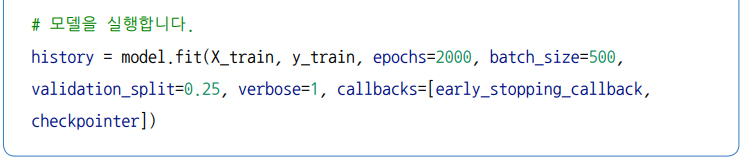 # 모델을 실행합니다.
history = model.fit(X_train, y_train, epochs=2000, batch_size=500,
validation_split=0.25, verbose=1, callbacks=[early_stopping_callback,
checkpointer])